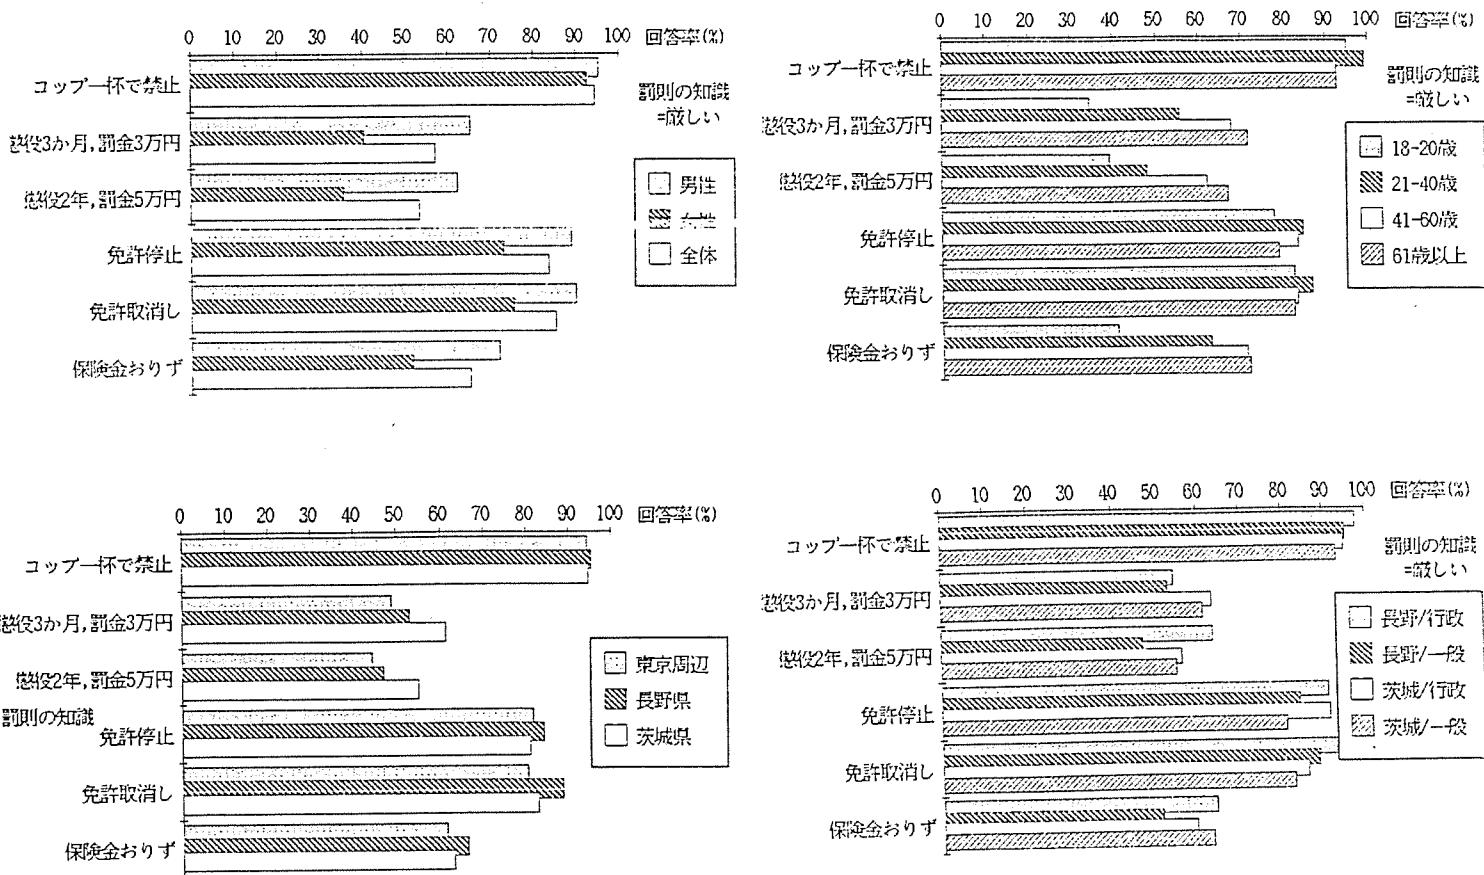 0 10 20 30 40 50 60 70 80 90 100 回答率(%)
コップ一杯で禁止
懲役3か月,罰金3万円
懲役2年,罰金5万円
免許停止
免許取消し
保険金おりず
罰則の知識
=厳しい
男性
女性
全体
0 10 20 30 40 50 60 70 80 90 100 回答率(%)
コップ一杯で禁止
懲役3か月,罰金3万円
懲役2年,罰金5万円
免許停止
免許取消し
保険金おりず
罰則の知識
=厳しい
18-20歳
21-40歳
41-60歳
61歳以上
0 10 20 30 40 50 60 70 80 90 100 回答率(%)
コップ一杯で禁止
懲役3か月,罰金3万円
懲役2年,罰金5万円
罰則の知識
免許停止
免許取消し
保険金おりず
東京周辺
長野県
茨城県
0 10 20 30 40 50 60 70 80 90 100 回答率(%)
コップ一杯で禁止
懲役3か月,罰金3万円
懲役2年,罰金5万円
免許停止
免許取消し
保険金おりず
罰則の知識
=厳しい
長野/行政
長野/一般
茨城/行政
茨城/一般